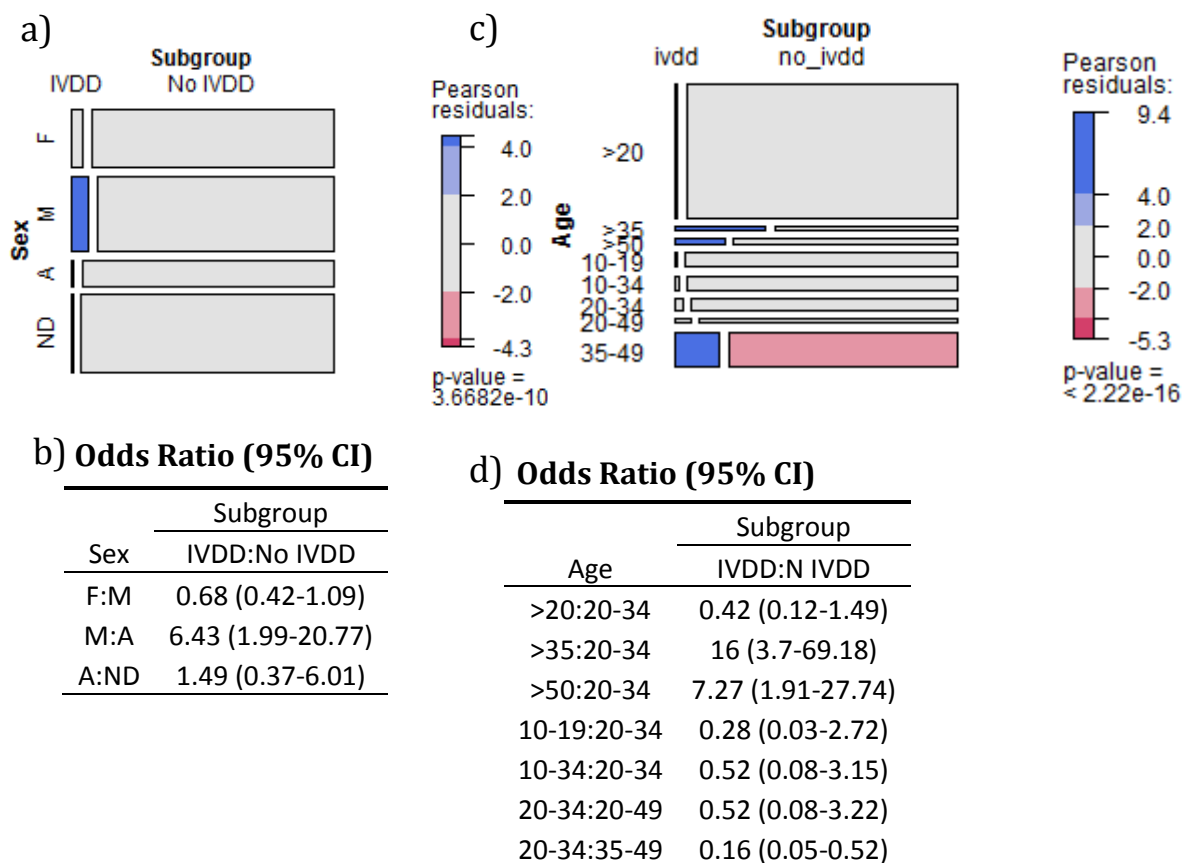 a)
Subgroup
IVDD No IVDD
Sex
F
M
A
ND
Pearson
residuals:
4.0
2.0
0.0
-2.0
-4.3
p-value =
3.6682e-10
c)
Subgroup
ivdd no_ivdd
Age
>20
>35
>50
10-19
10-34
20-34
20-49
35-49
Pearson
residuals:
9.4
4.0
2.0
0.0
-2.0
-5.3
p-value =
< 2.22e-16
b) Odds Ratio (95% CI)
Subgroup
Sex IVDD:No IVDD
F:M 0.68 (0.42-1.09)
M:A 6.43 (1.99-20.77)
A:ND 1.49 (0.37-6.01)
d) Odds Ratio (95% CI)
Subgroup
Age IVDD:N IVDD
>20:20-34 0.42 (0.12-1.49)
>35:20-34 16 (3.7-69.18)
>50:20-34 7.27 (1.91-27.74)
10-19:20-34 0.28 (0.03-2.72)
10-34:20-34 0.52 (0.08-3.15)
20-34:20-49 0.52 (0.08-3.22)
20-34:35-49 0.16 (0.05-0.52)